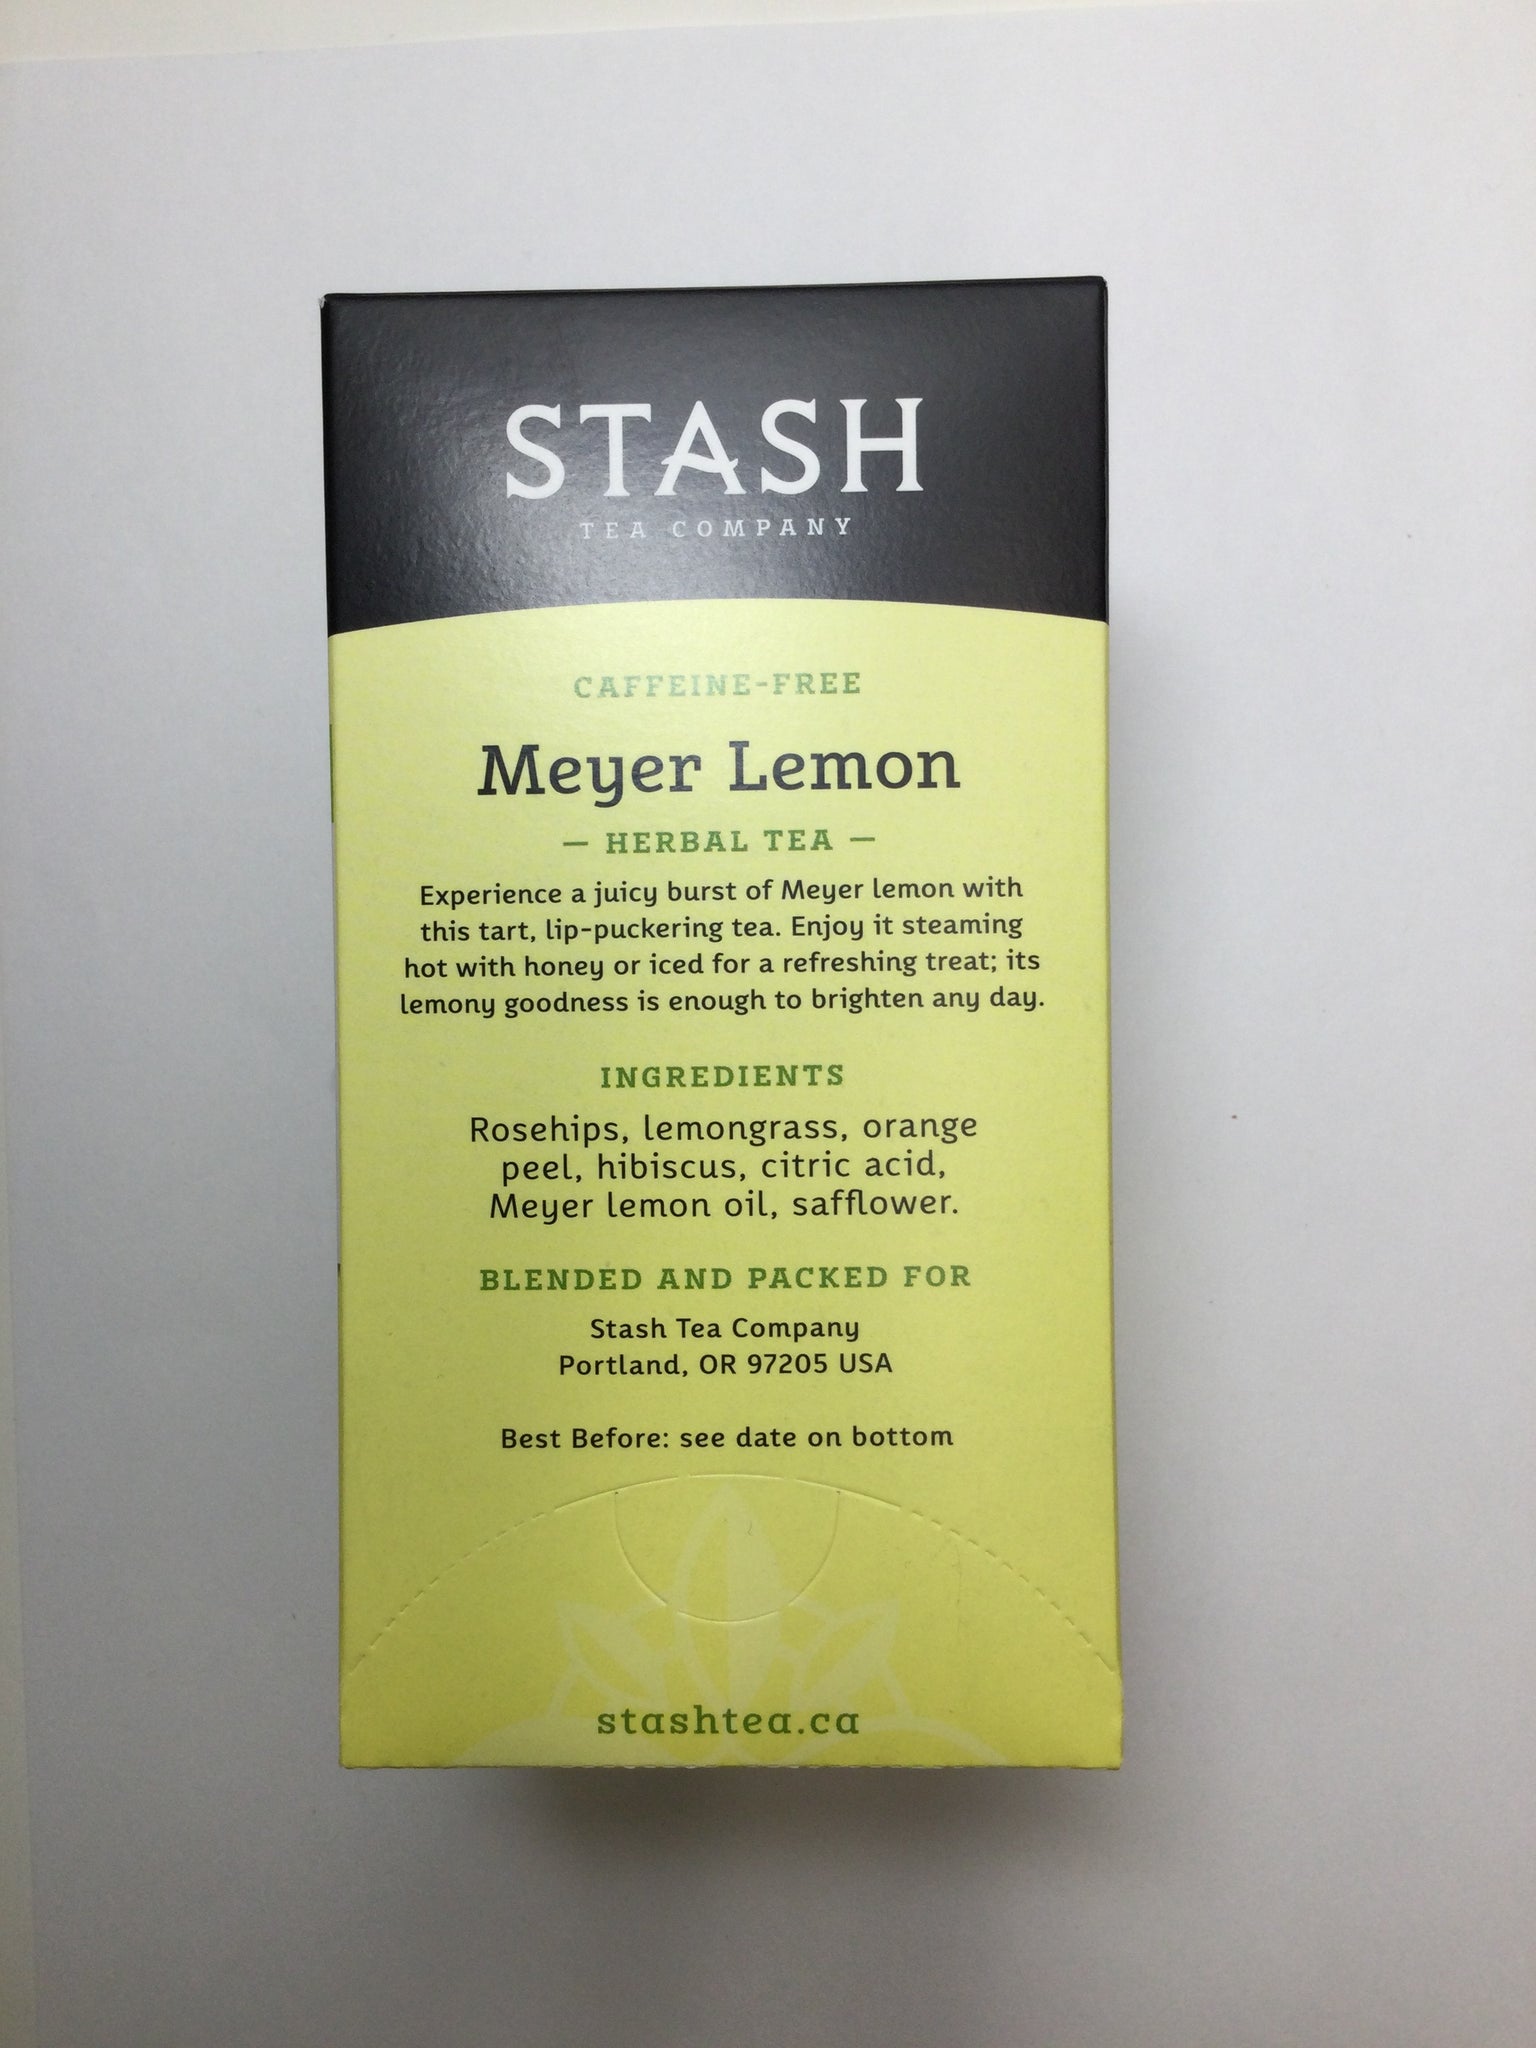 STASH
TEA COMPANY
CAFFEINE-FREE
Meyer Lemon
— HERBAL TEA —
Experience a juicy burst of Meyer lemon with
this tart, lip-puckering tea. Enjoy it steaming
hot with honey or iced for a refreshing treat; its
lemony goodness is enough to brighten any day.
INGREDIENTS
Rosehips, lemongrass, orange
peel, hibiscus, citric acid,
Meyer lemon oil, safflower.
BLENDED AND PACKED FOR
Stash Tea Company
Portland, OR 97205 USA
Best Before: see date on bottom
stashtea.ca